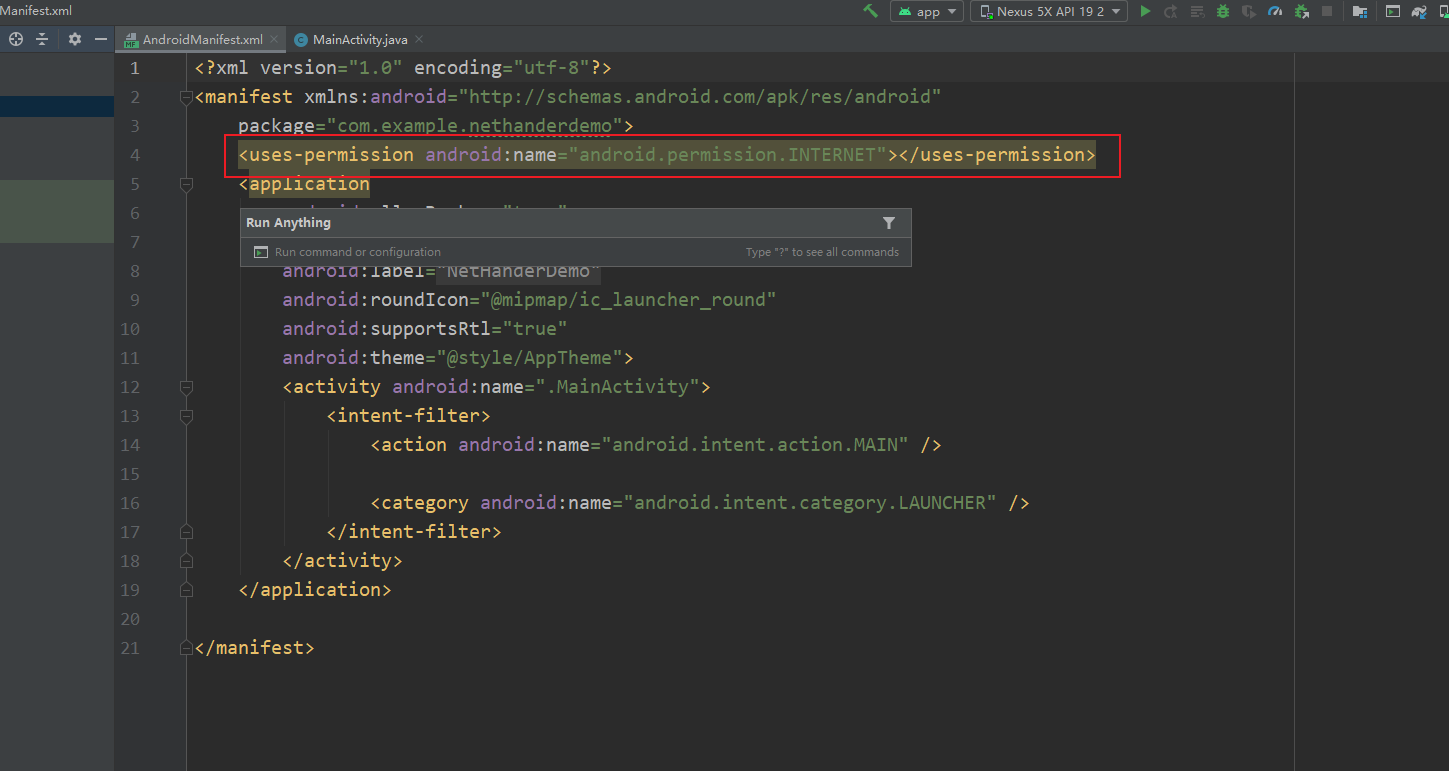 Manifest.xml
app
Nexus 5X API 19 2
AndroidManifest.xml
MainActivity.java
1 <?xml version="1.0" encoding="utf-8"?>
2 <manifest xmlns:android="http://schemas.android.com/apk/res/android"
3 package="com.example.nethanderdemo">
4 <uses-permission android:name="android.permission.INTERNET"></uses-permission>
5 <application
6
Run Anything
7
Run command or configuration Type "?" to see all commands
8 android:label="NetHanderDemo"
9 android:roundIcon="@mipmap/ic_launcher_round"
10 android:supportsRtl="true"
11 android:theme="@style/AppTheme">
12 <activity android:name=".MainActivity">
13 <intent-filter>
14 <action android:name="android.intent.action.MAIN" />
15
16 <category android:name="android.intent.category.LAUNCHER" />
17 </intent-filter>
18 </activity>
19 </application>
20
21 </manifest>